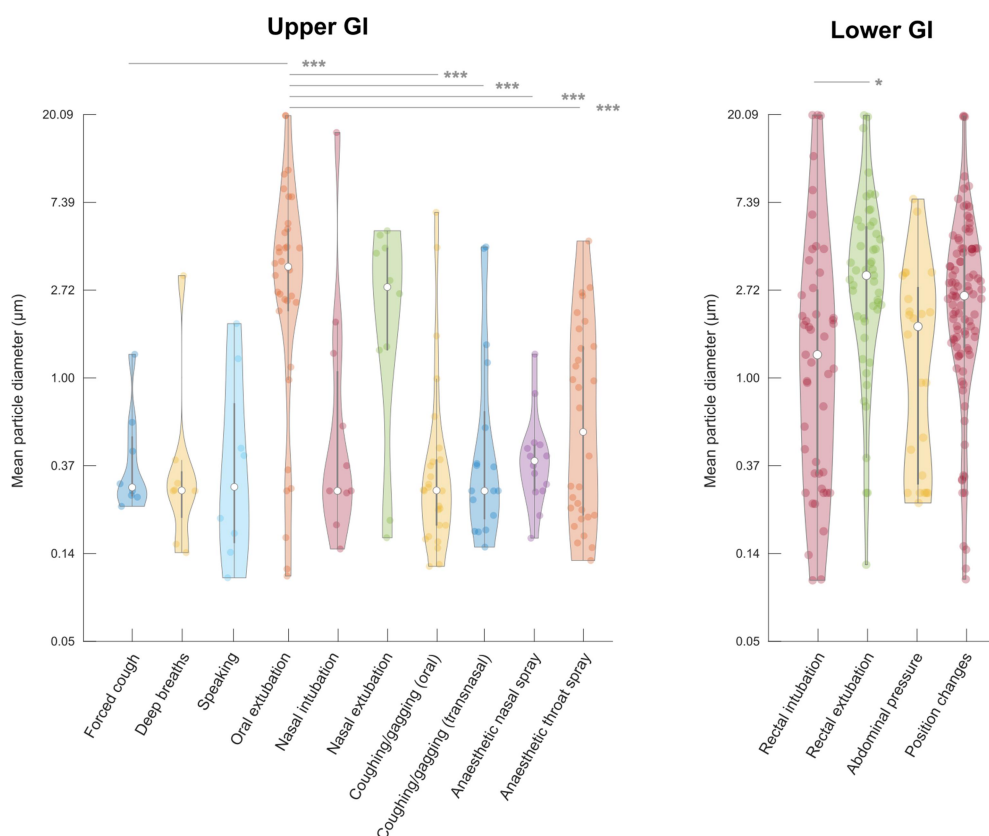 Upper GI
Lower GI
***
***
***
***
***
*
Mean particle diameter (μm)
20.09
7.39
2.72
1.00
0.37
0.14
0.05
Forced cough
Deep breaths
Speaking
Oral extubation
Nasal intubation
Nasal extubation
Coughing/gagging (oral)
Coughing/gagging (transnasal)
Anaesthetic nasal spray
Anaesthetic throat spray
Mean particle diameter (μm)
20.09
7.39
2.72
1.00
0.37
0.14
0.05
Rectal intubation
Rectal extubation
Abdominal pressure
Position changes